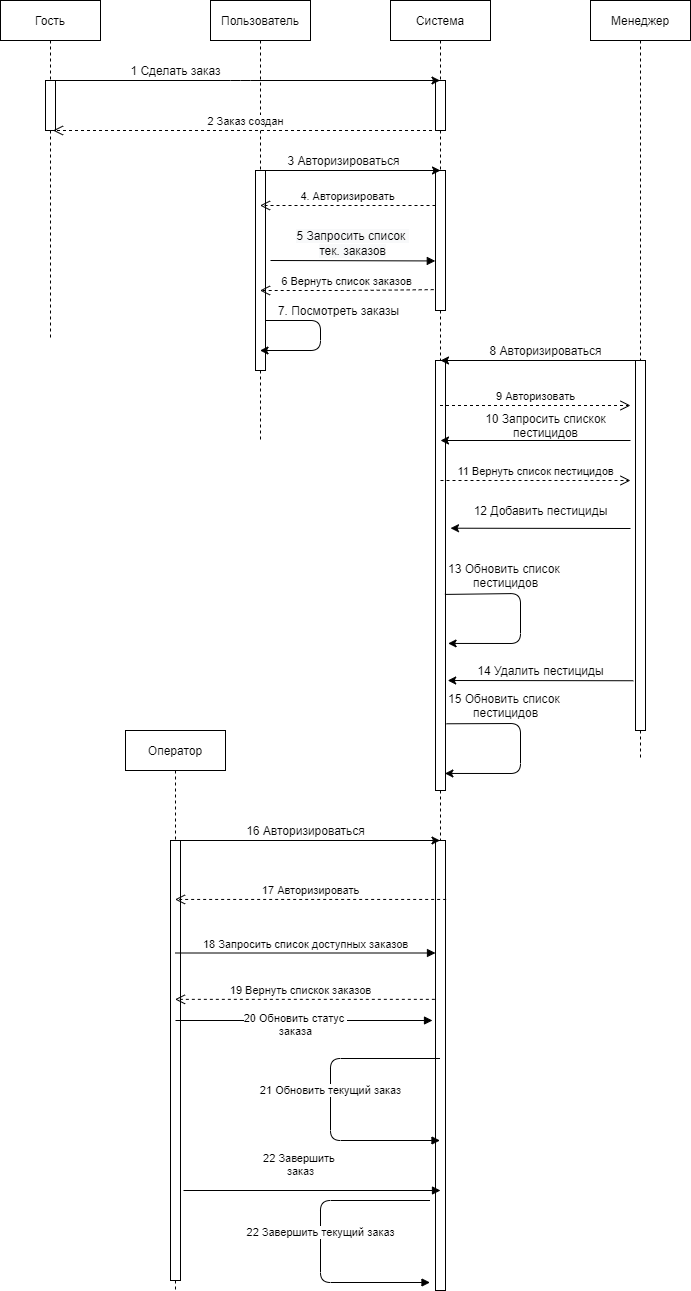 Гость
Пользователь
Система
Менеджер
1 Сделать заказ
2 Заказ создан
3 Авторизироваться
4. Авторизировать
5 Запросить список
тек. заказов
6 Вернуть список заказов
7. Посмотреть заказы
8 Авторизироваться
9 Авторизовать
10 Запросить спискок
пестицидов
11 Вернуть список пестицидов
12 Добавить пестициды
13 Обновить список
пестицидов
14 Удалить пестициды
15 Обновить список
пестицидов
Оператор
16 Авторизироваться
17 Авторизировать
18 Запросить список доступных заказов
19 Вернуть спискок заказов
20 Обновить статус
заказа
21 Обновить текущий заказ
22 Завершить
заказ
22 Завершить текущий заказ